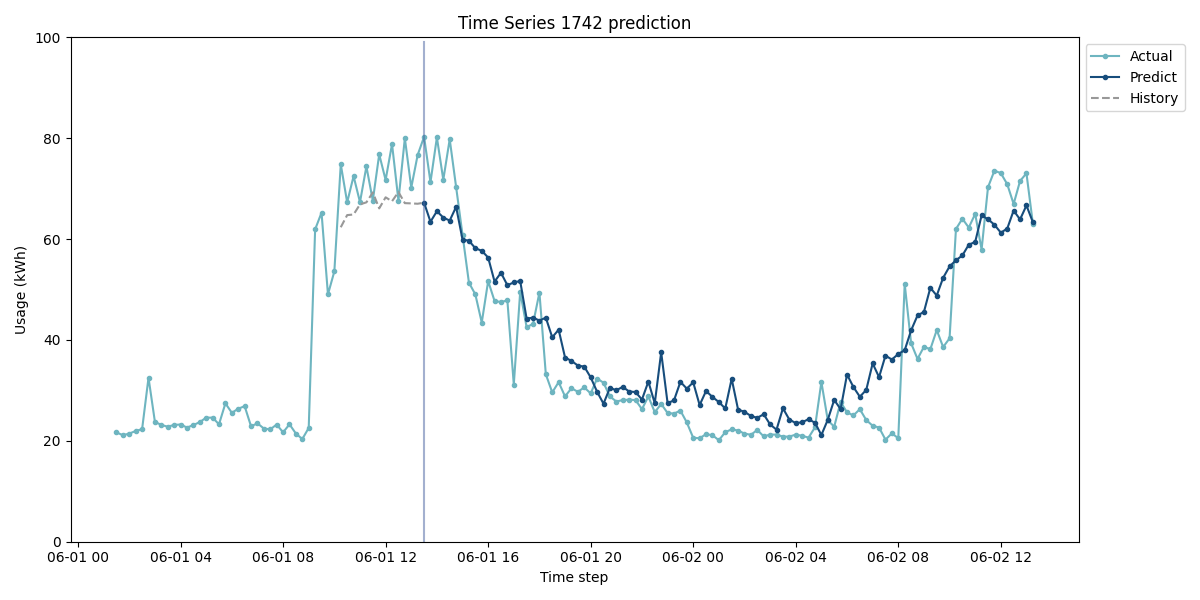 Time Series 1742 prediction
100
80
60
40
20
0
Usage (kWh)
06-01 00
06-01 04
06-01 08
06-01 12
06-01 16
06-01 20
06-02 00
06-02 04
06-02 08
06-02 12
Time step
Actual
Predict
History